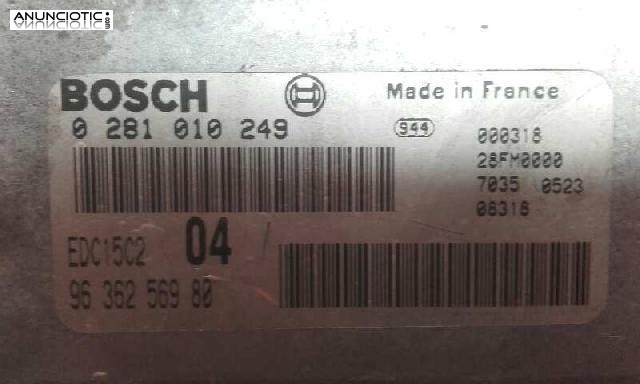 ANUNCIOTIC.com
BOSCH
Made in France
0 281 010 249
944
000318
28FM0000
7035 0523
08318
EDC15C2 04
96 362 569 80